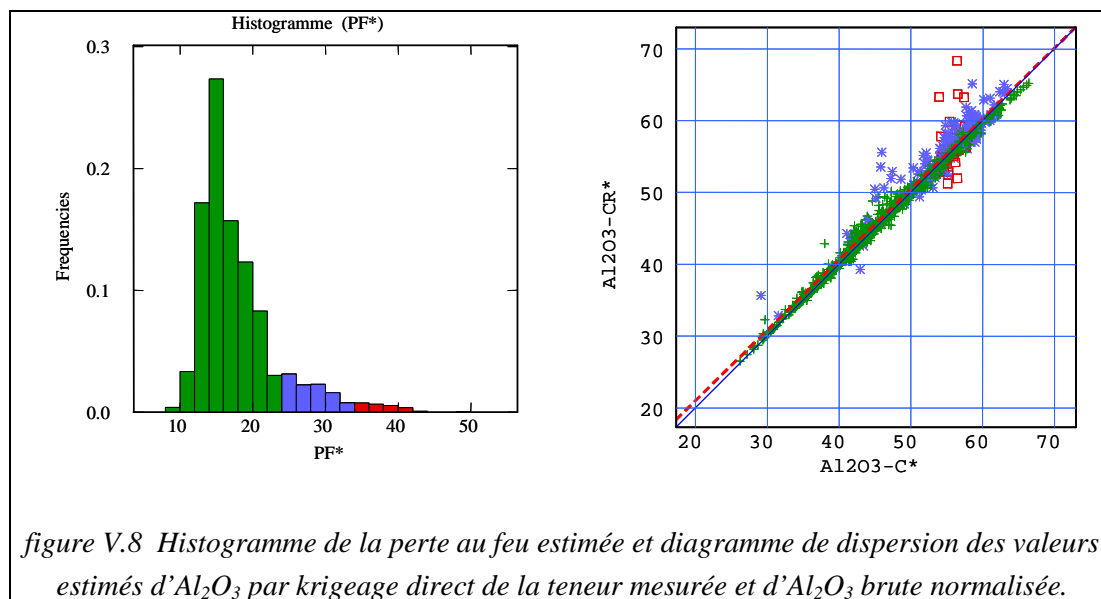 Histogramme (PF*)
0.3
0.2
0.1
0.0
Frequencies
10 20 30 40 50
PF*
70
60
50
40
30
20
Al2O3-CR*
20 30 40 50 60 70
Al2O3-C*
figure V.8 Histogramme de la perte au feu estimée et diagramme de dispersion des valeurs
estimés d'Al₂O₃ par krigeage direct de la teneur mesurée et d'Al₂O₃ brute normalisée.